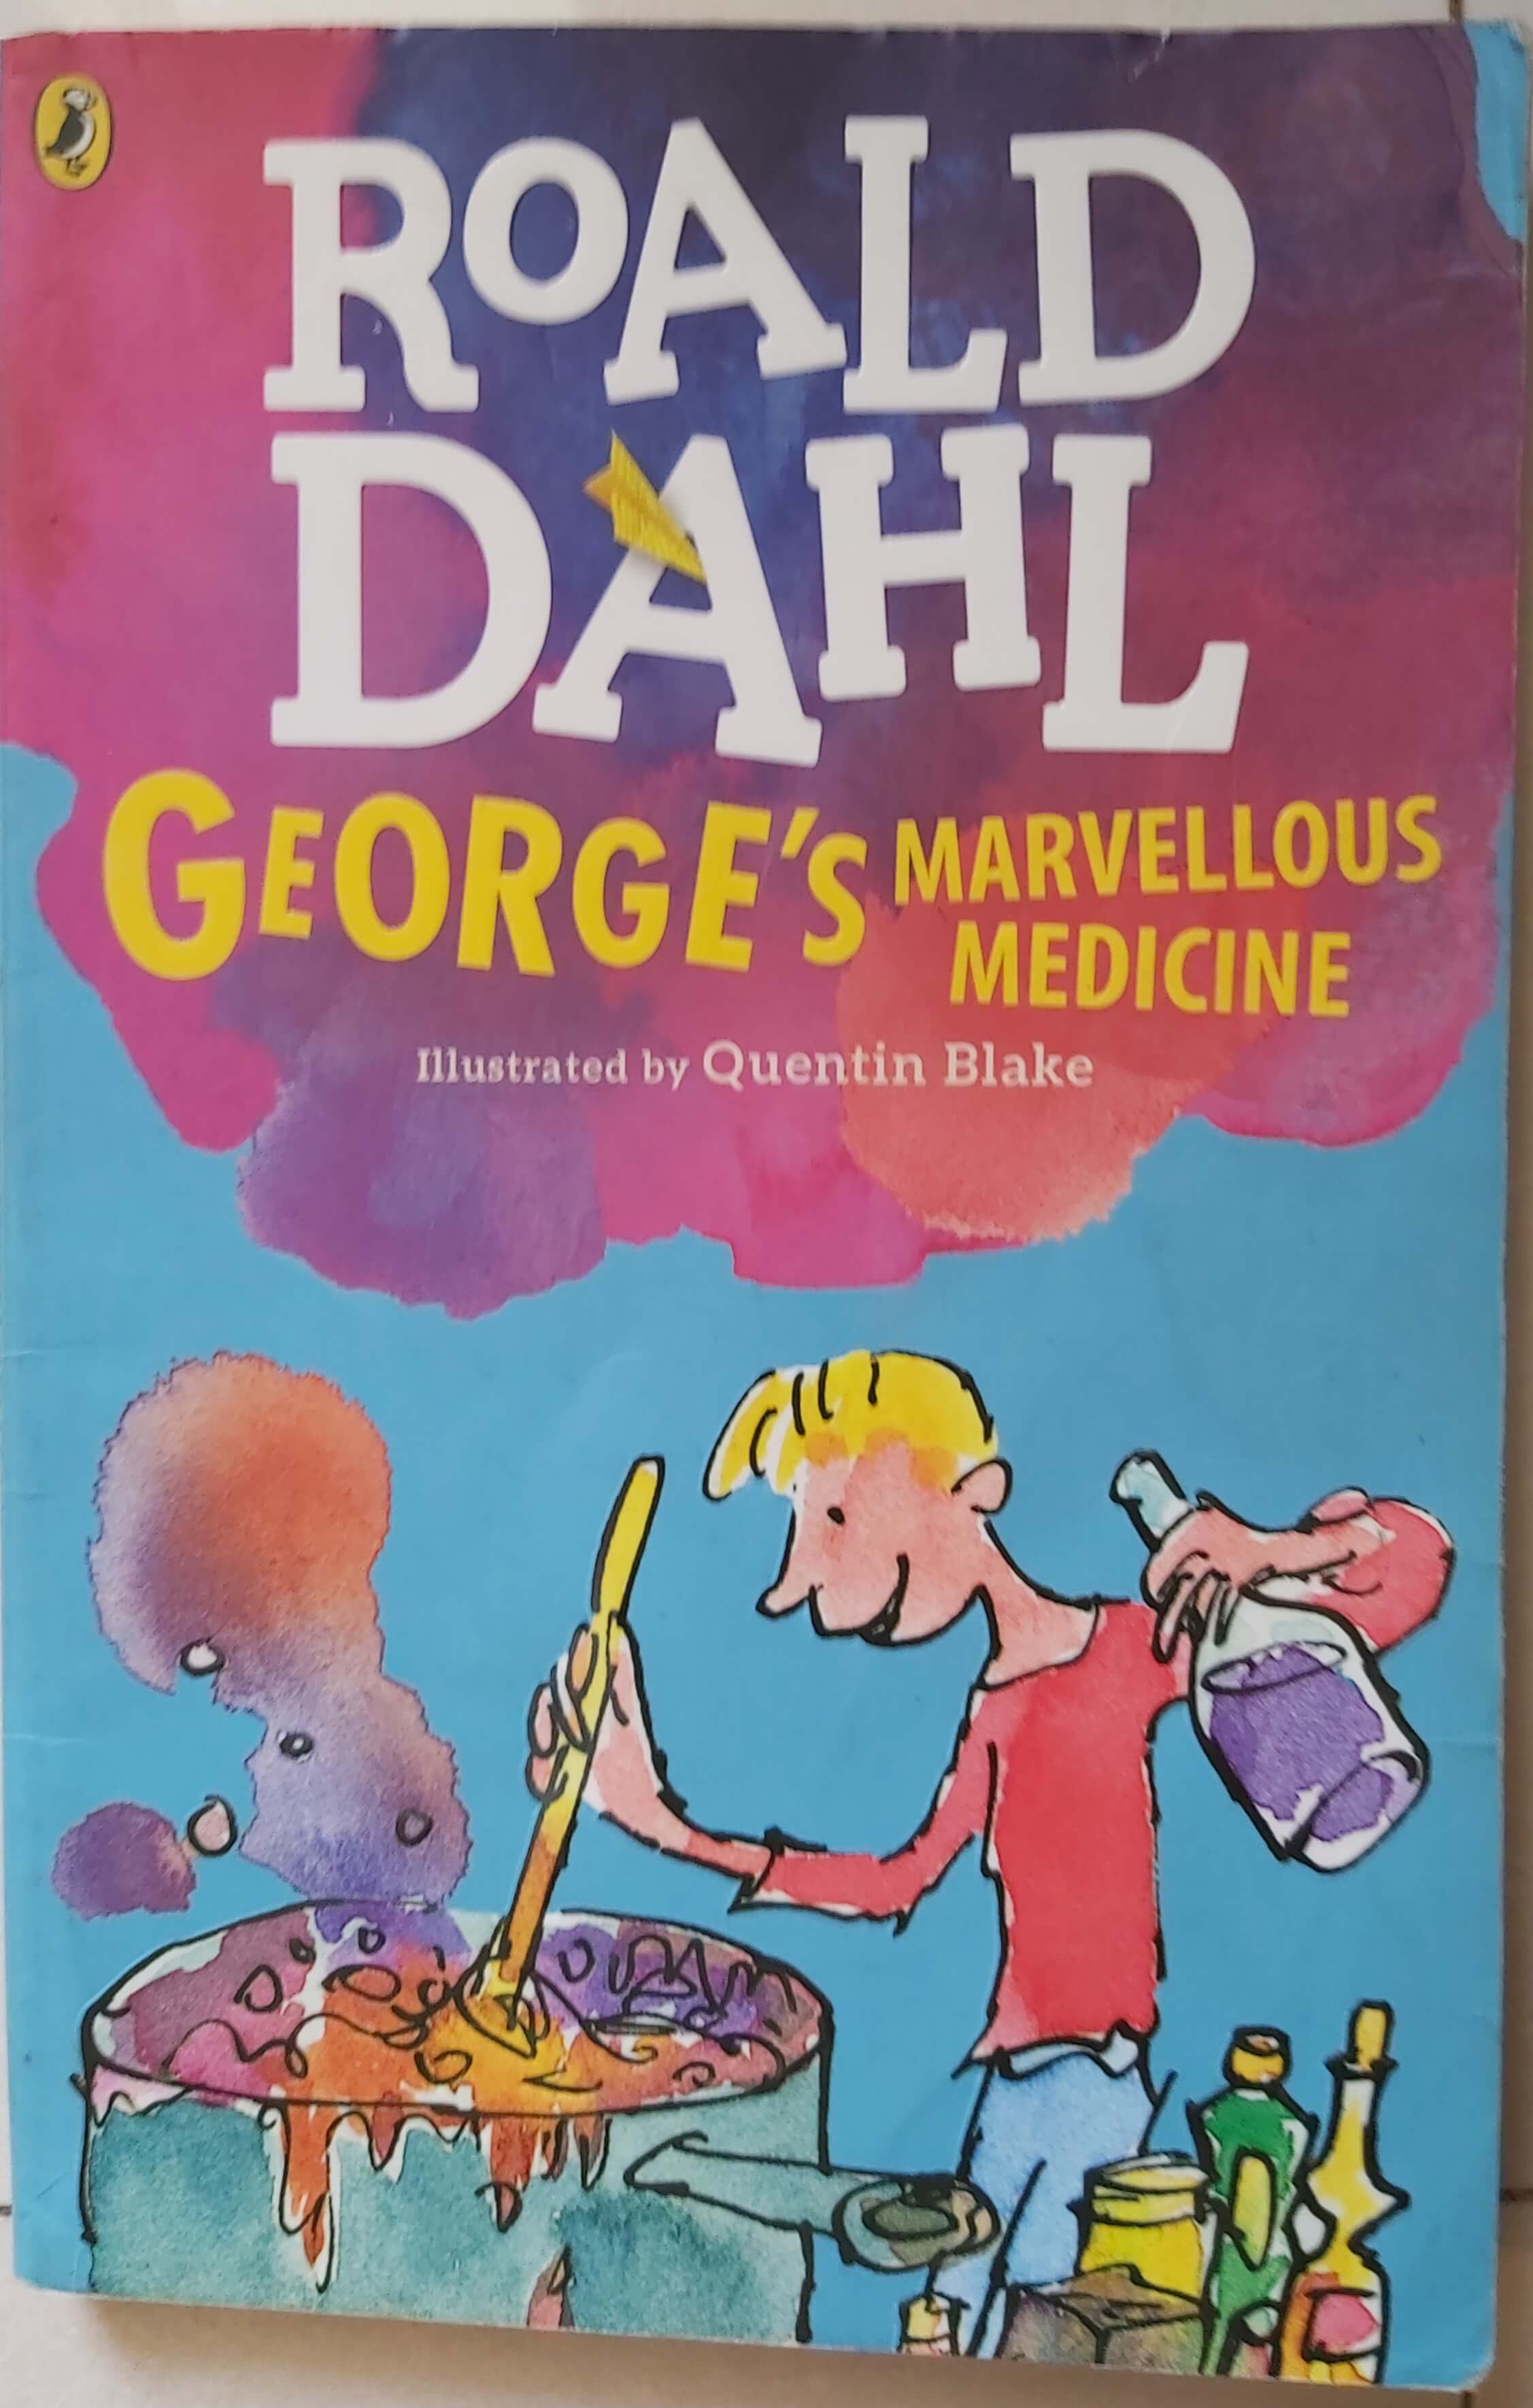 ROALD
DAHL
GEORGE'S MARVELLOUS
MEDICINE
Illustrated by Quentin Blake